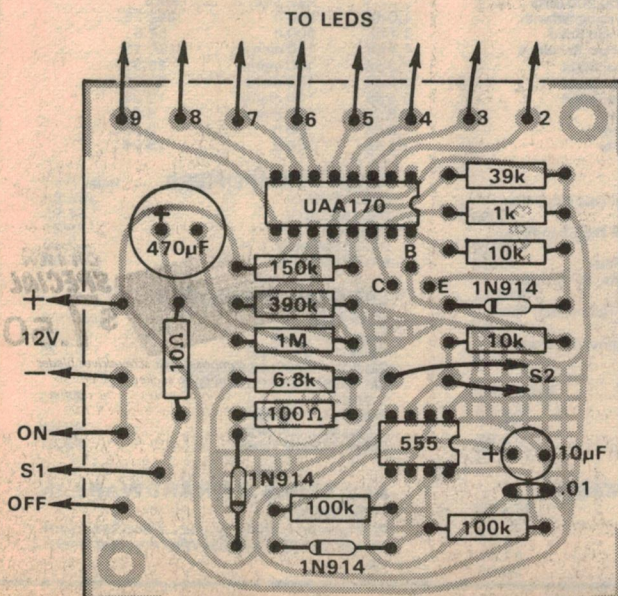 TO LEDS
9 8 7 6 5 4 3 2
39k
UAA170
1k
+
470µF
10k
B
150k
C E
1N914
390k
+
12V
10Ω
1M
10k
−
6.8k
S2
100Ω
ON
555
+ 10µF
S1
1N914
.01
OFF
100k
100k
1N914